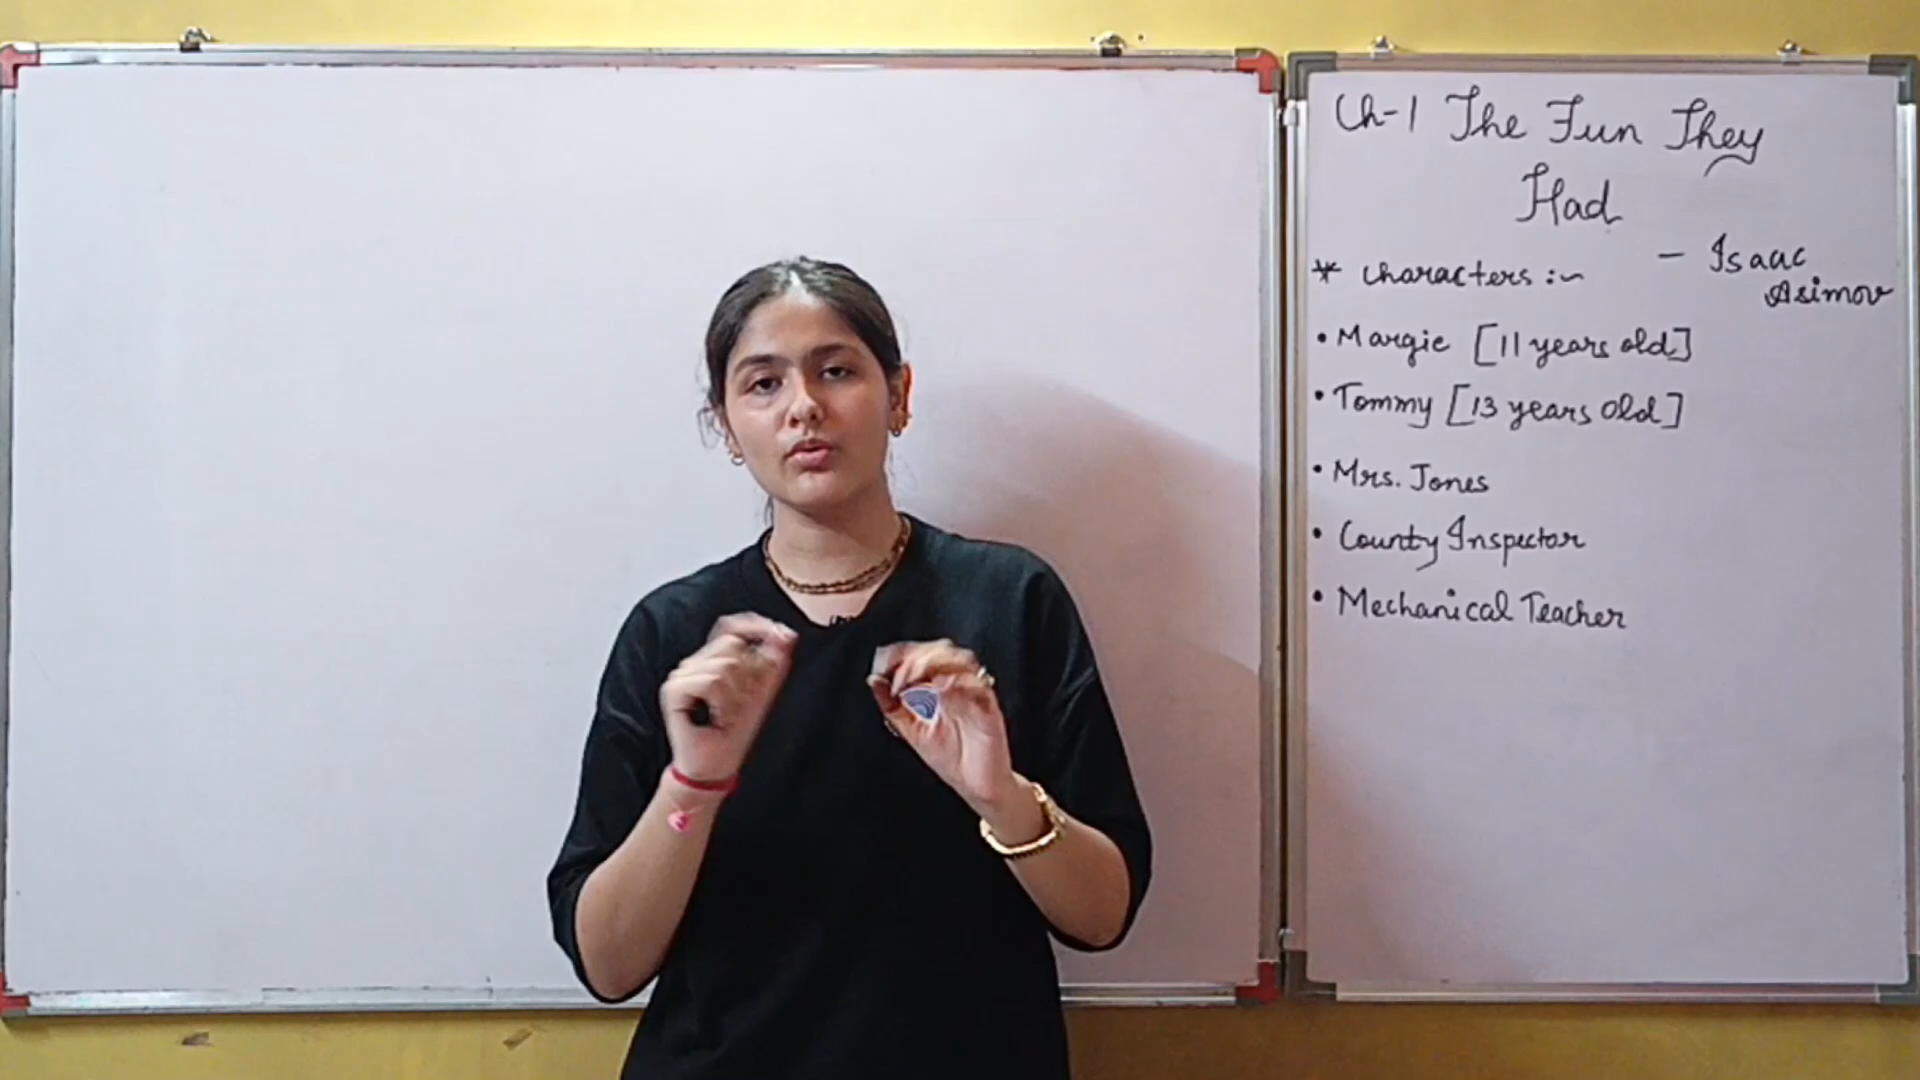 Ch-1 The Fun They
Had
- Isaac
Asimov
* Characters :-
• Margie [11 years old]
• Tommy [13 years old]
• Mrs. Jones
• County Inspector
• Mechanical Teacher